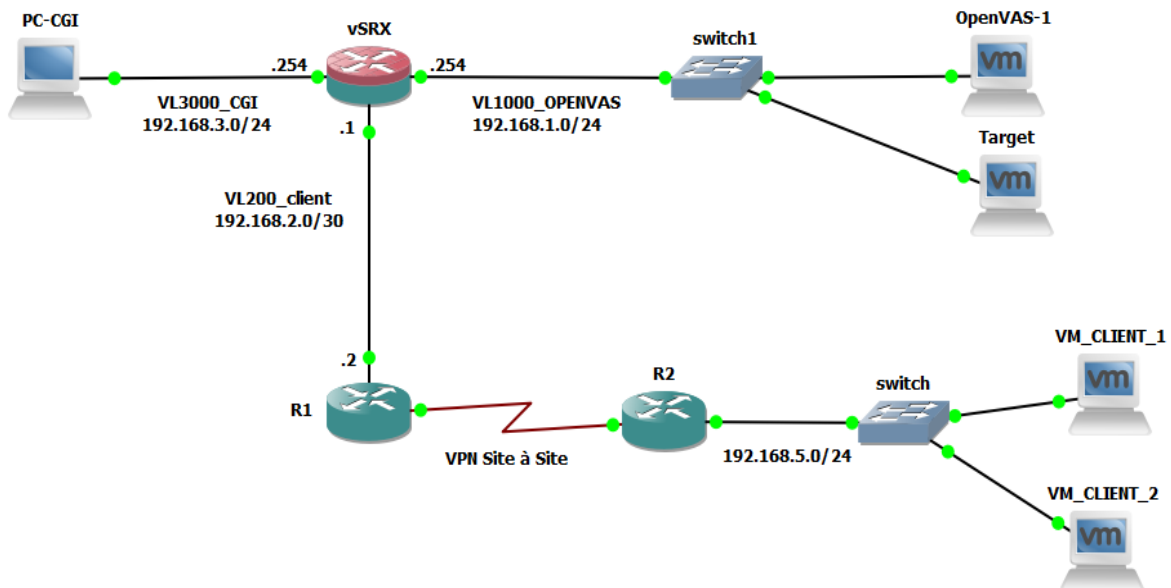 PC-CGI
vSRX
switch1
OpenVAS-1
.254
.254
VL3000_CGI
192.168.3.0/24
VL1000_OPENVAS
192.168.1.0/24
vm
.1
Target
vm
VL200_client
192.168.2.0/30
.2
R1
VPN Site à Site
R2
switch
192.168.5.0/24
VM_CLIENT_1
vm
VM_CLIENT_2
vm